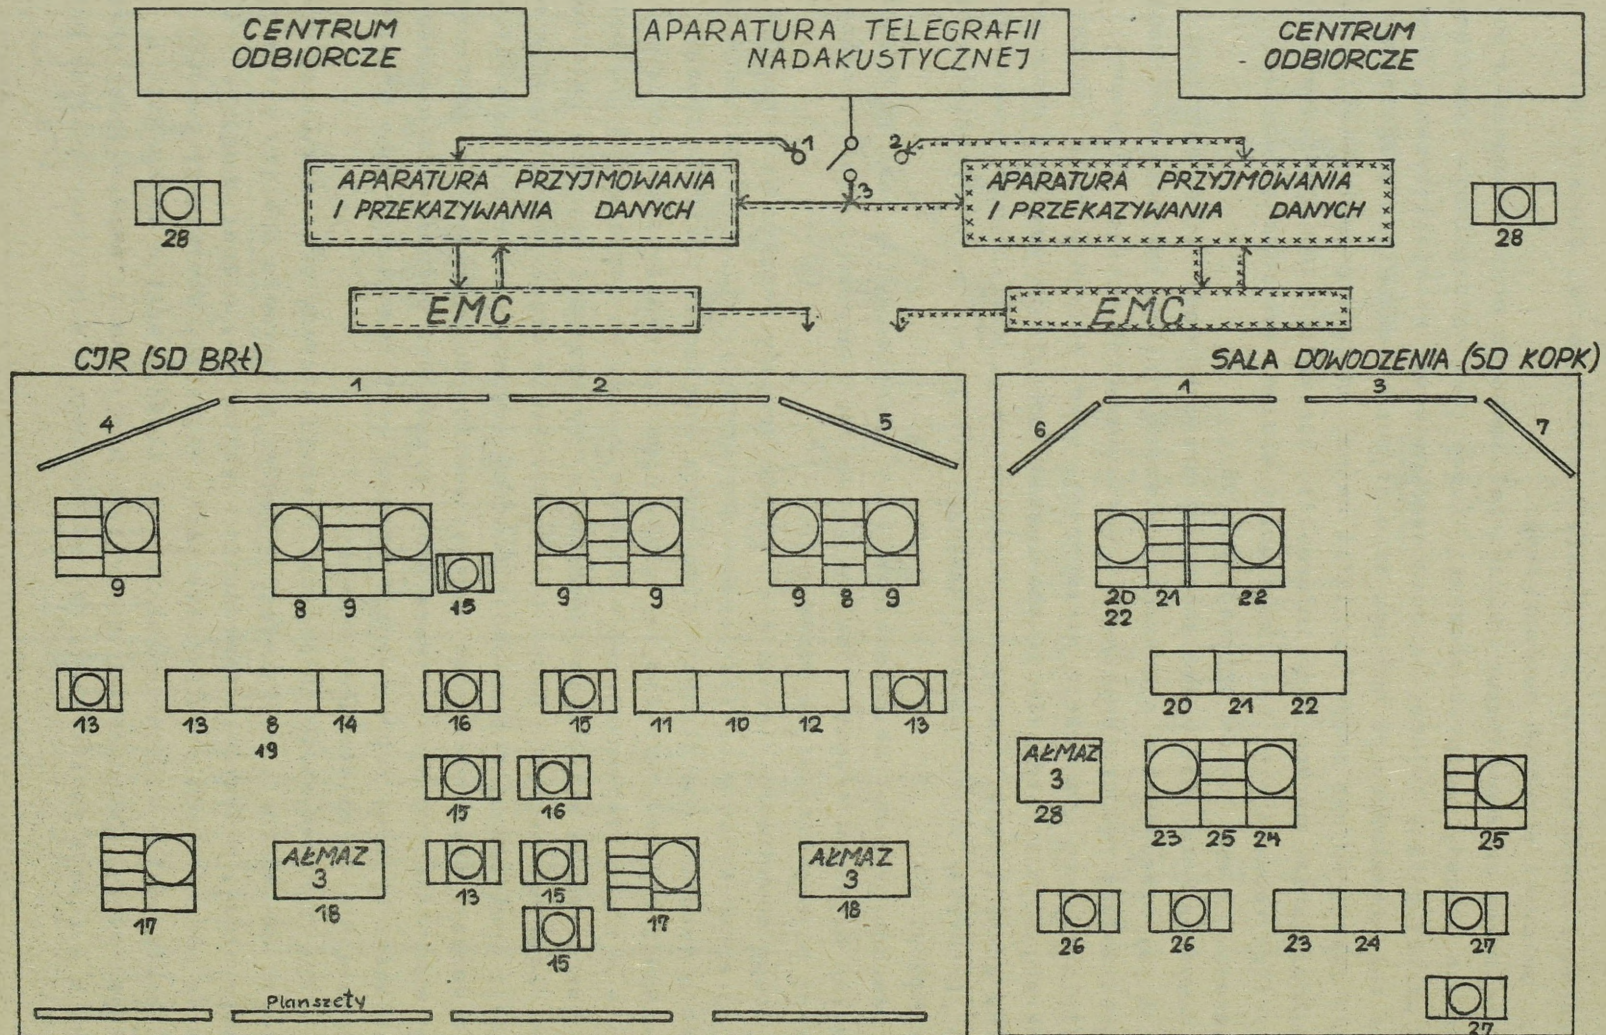 CENTRUM
ODBIORCZE
APARATURA TELEGRAFII
NADAKUSTYCZNEJ
CENTRUM
ODBIORCZE
1
2
3
APARATURA PRZYJMOWANIA
I PRZEKAZYWANIA DANYCH
APARATURA PRZYJMOWANIA
I PRZEKAZYWANIA DANYCH
28
28
EMC
EMC
CJR (SD BRt)
SALA DOWODZENIA (SD KOPK)
1
2
4
5
1
3
6
7
9
8 9
15
9 9
9 8 9
20 21 22
22
13
13 8 14
19
16
15
11 10 12
13
20 21 22
15
16
AŁMAZ
3
28
23 25 24
25
17
AŁMAZ
3
18
13
15
17
AŁMAZ
3
18
15
26
26
23 24
27
27
Planszety